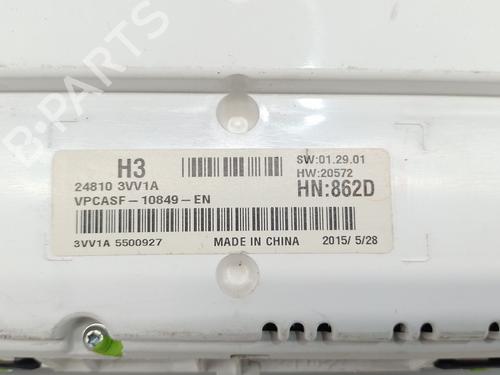 B-PARTS
H3
24810 3VV1A
VPCASF-10849-EN
3VV1A 5500927
MADE IN CHINA
2015/ 5/28
SW:01.29.01
HW:20572
HN:862D